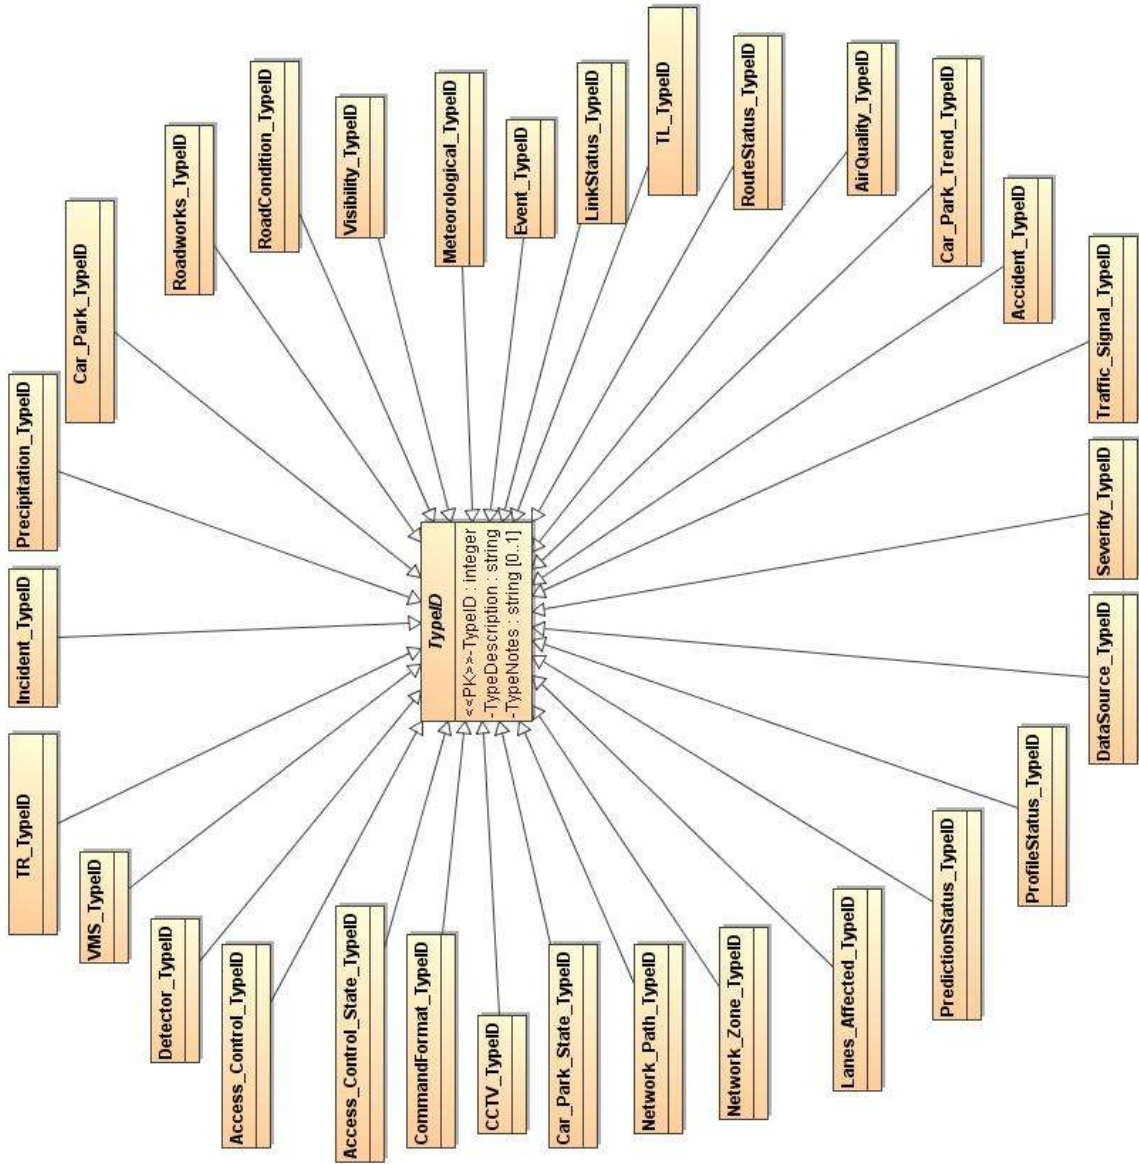 TR_TypeID
Incident_TypeID
Precipitation_TypeID
VMS_TypeID
Car_Park_TypeID
Detector_TypeID
Roadworks_TypeID
Access_Control_TypeID
RoadCondition_TypeID
Access_Control_State_TypeID
Visibility_TypeID
CommandFormat_TypeID
TypeID
<<PK>>-TypeID : integer
-TypeDescription : string
-TypeNotes : string [0..1]
Meteorological_TypeID
CCTV_TypeID
Event_TypeID
Car_Park_State_TypeID
LinkStatus_TypeID
Network_Path_TypeID
TL_TypeID
Network_Zone_TypeID
RouteStatus_TypeID
Lanes_Affected_TypeID
AirQuality_TypeID
PredictionStatus_TypeID
Car_Park_Trend_TypeID
ProfileStatus_TypeID
Accident_TypeID
DataSource_TypeID
Severity_TypeID
Traffic_Signal_TypeID